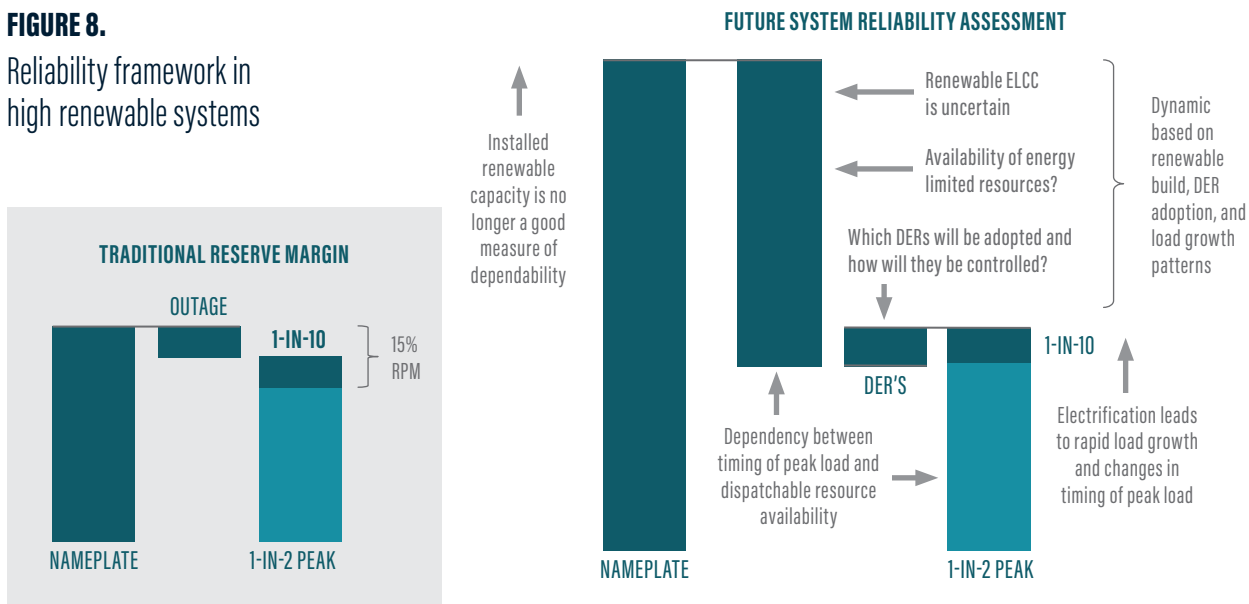 FIGURE 8.
Reliability framework in
high renewable systems
TRADITIONAL RESERVE MARGIN
OUTAGE
1-IN-10
15%
RPM
NAMEPLATE
1-IN-2 PEAK
FUTURE SYSTEM RELIABILITY ASSESSMENT
Installed
renewable
capacity is no
longer a good
measure of
dependability
Renewable ELCC
is uncertain
Availability of energy
limited resources?
Which DERs will be adopted and
how will they be controlled?
Dynamic
based on
renewable
build, DER
adoption, and
load growth
patterns
1-IN-10
DER'S
Dependency between
timing of peak load and
dispatchable resource
availability
Electrification leads
to rapid load growth
and changes in
timing of peak load
NAMEPLATE
1-IN-2 PEAK